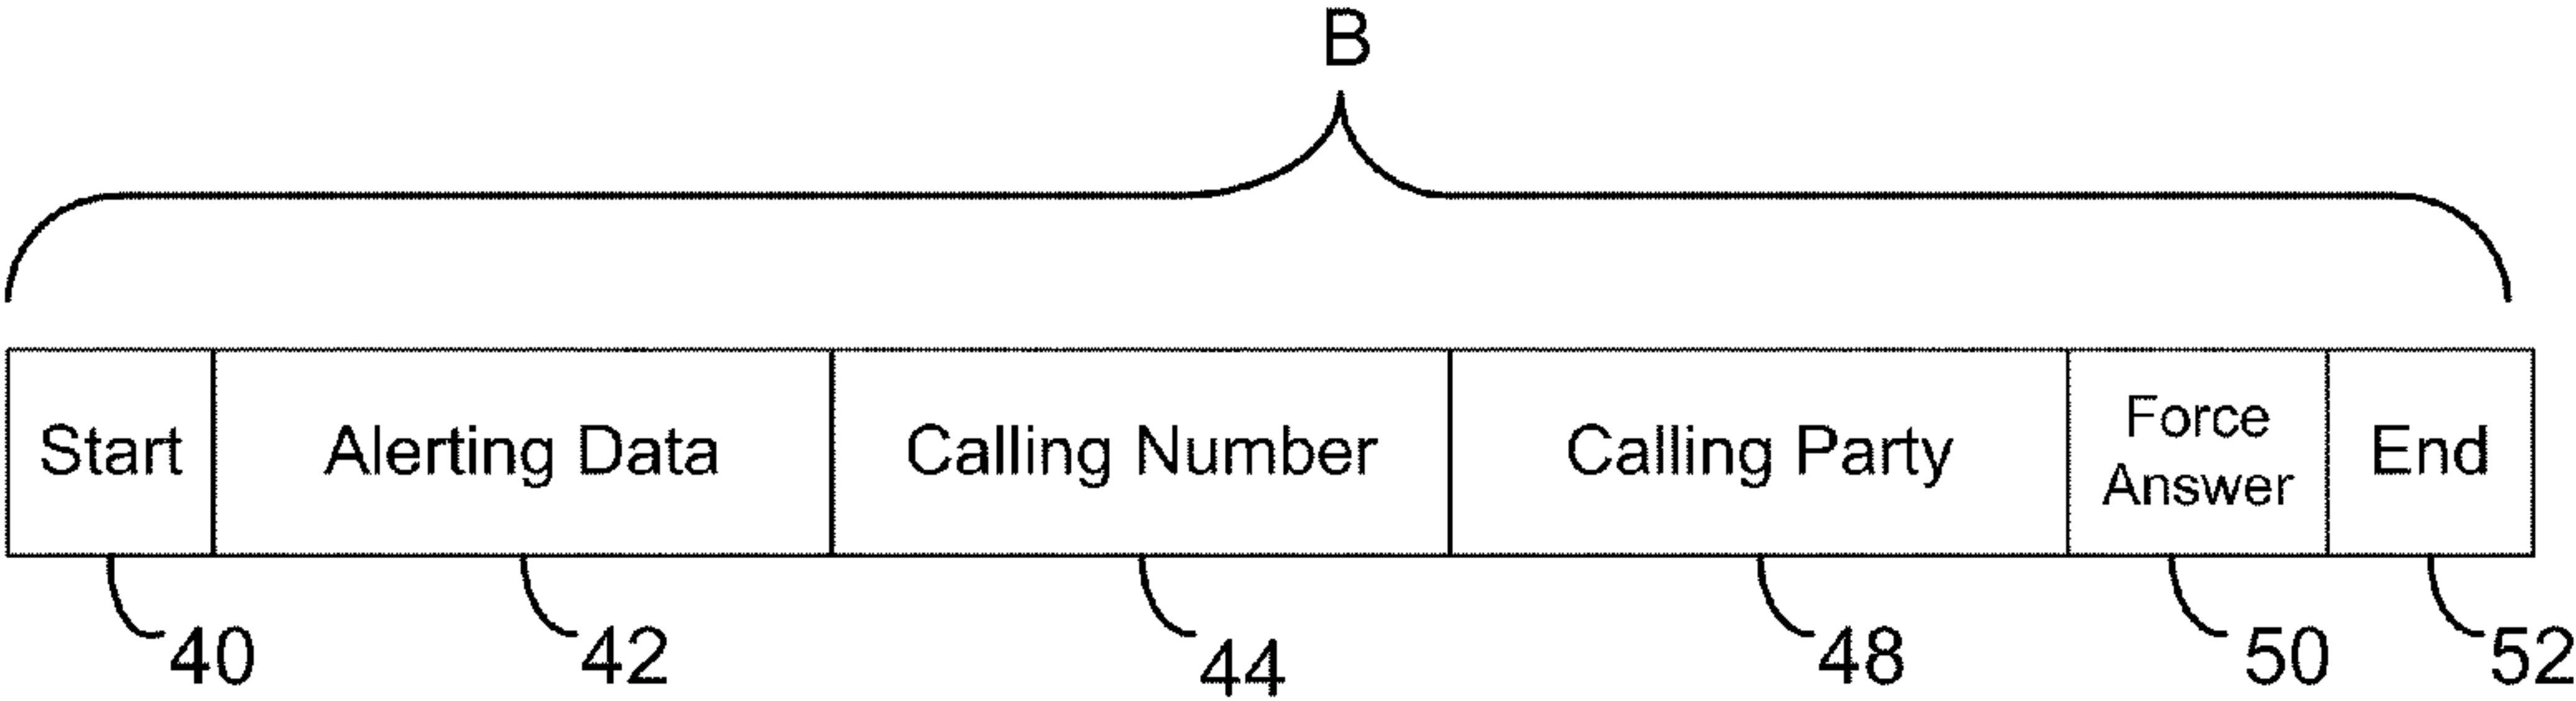 B
Start Alerting Data Calling Number Calling Party Force Answer End
40 42 44 48 50 52